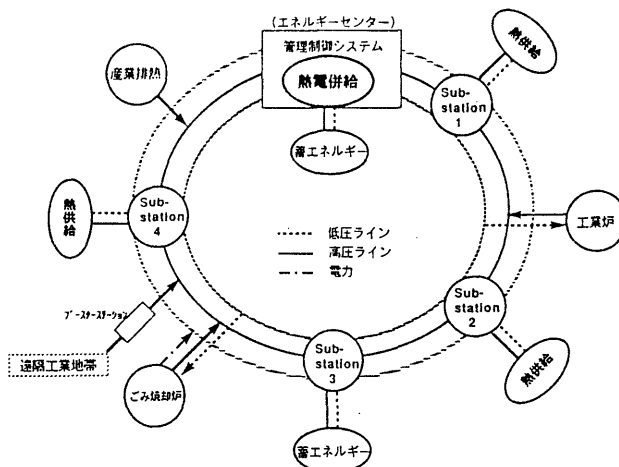 (エネルギーセンター)
管理制御システム
熱電併給
蓄エネルギー
産業排熱
熱供給
Sub-
station
1
工業炉
Sub-
station
2
熱供給
Sub-
station
3
蓄エネルギー
ごみ焼却炉
遠隔工業地帯
ブースターステーション
Sub-
station
4
熱供給
低圧ライン
高圧ライン
電力